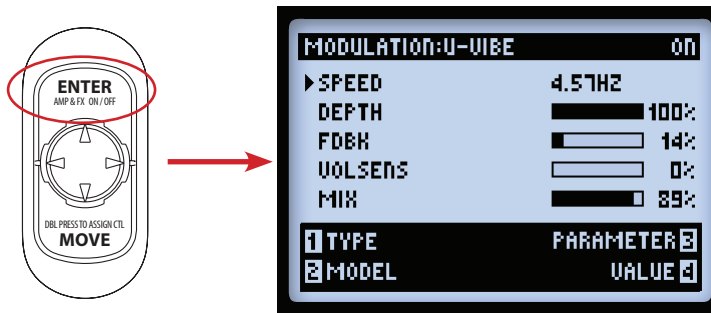 ENTER
AMP & FX ON / OFF
DBL PRESS TO ASSIGN CTL
MOVE
MODULATION:U-VIBE ON
SPEED 4.57HZ
DEPTH 100%
FDBK 14%
VOLSENS 0%
MIX 89%
1 TYPE PARAMETER 3
2 MODEL VALUE 4